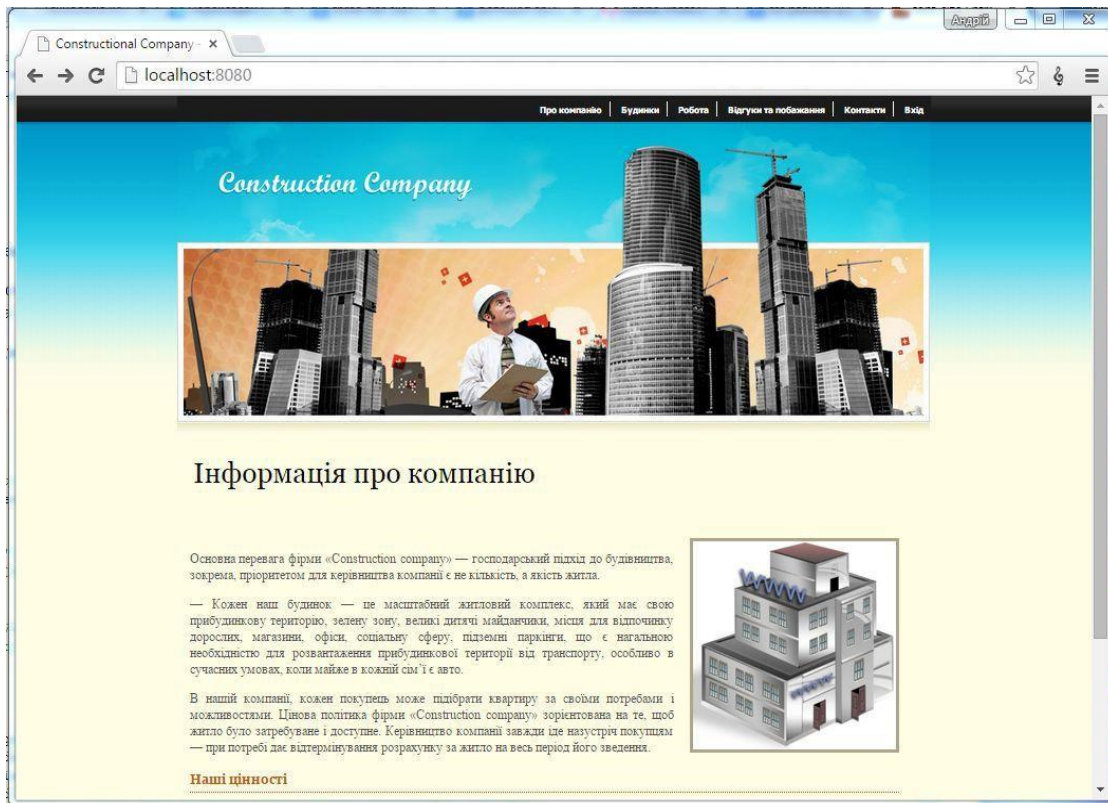 Андрій
Constructional Company -
localhost:8080
Про компанію Будинки Робота Відгуки та побажання Контакти Вхід
Construction Company
Інформація про компанію
Основна перевага фірми «Construction company» — господарський підхід до будівництва,
зокрема, пріоритетом для керівництва компанії є не кількість, а якість житла.
— Кожен наш будинок — це масштабний житловий комплекс, який має свою
прибудинкову територію, зелену зону, великі дитячі майданчики, місця для відпочинку
дорослих, магазини, офіси, соціальну сферу, підземні паркінги, що є нагальною
необхідністю для розвантаження прибудинкової території від транспорту, особливо в
сучасних умовах, коли майже в кожній сім`ї є авто.
В нашій компанії, кожен покупець може підібрати квартиру за своїми потребами і
можливостями. Цінова політика фірми «Construction company» зорієнтована на те, щоб
житло було затребуване і доступне. Керівництво компанії завжди іде назустріч покупцям
— при потребі дає відтермінування розрахунку за житло на весь період його зведення.
Наші цінності